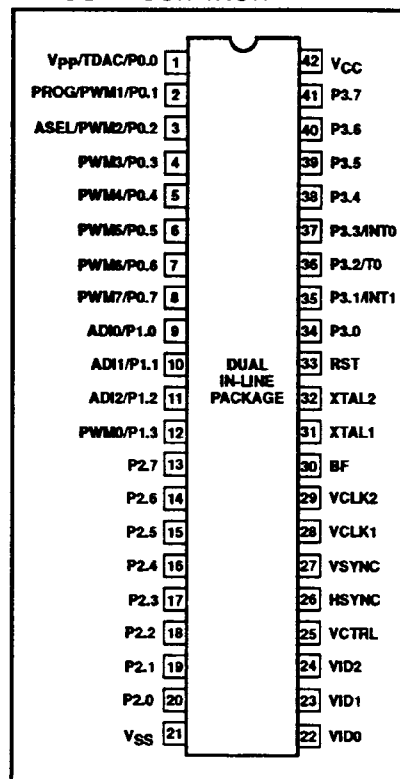 Vpp/TDAC/P0.0 1 42 VCC
PROG/PWM1/P0.1 2 41 P3.7
ASEL/PWM2/P0.2 3 40 P3.6
PWM3/P0.3 4 39 P3.5
PWM4/P0.4 5 38 P3.4
PWM5/P0.5 6 37 P3.3/INT0
PWM6/P0.6 7 36 P3.2/T0
PWM7/P0.7 8 35 P3.1/INT1
ADI0/P1.0 9 34 P3.0
ADI1/P1.1 10 33 RST
ADI2/P1.2 11 32 XTAL2
PWM0/P1.3 12 31 XTAL1
P2.7 13 30 BF
P2.6 14 29 VCLK2
P2.5 15 28 VCLK1
P2.4 16 27 VSYNC
P2.3 17 26 HSYNC
P2.2 18 25 VCTRL
P2.1 19 24 VID2
P2.0 20 23 VID1
VSS 21 22 VID0
DUAL
IN-LINE
PACKAGE